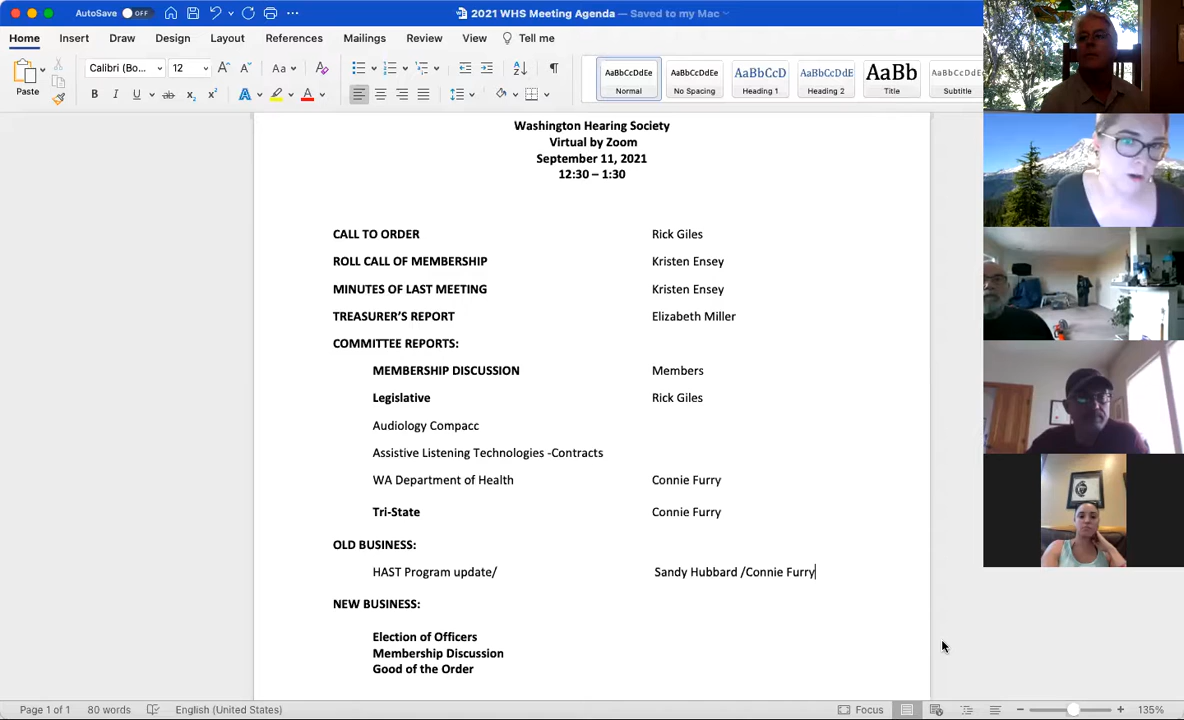 AutoSave OFF 2021 WHS Meeting Agenda — Saved to my Mac
Home Insert Draw Design Layout References Mailings Review View Tell me
Paste Calibri (Bo... 12 Aa AaBbCcDdEe AaBbCcDdEe AaBbCcD AaBbCcDdE AaBb AaBbCcDdEe
B I U ab x₂ x² A A Normal No Spacing Heading 1 Heading 2 Title Subtitle
Washington Hearing Society
Virtual by Zoom
September 11, 2021
12:30 – 1:30
CALL TO ORDER Rick Giles
ROLL CALL OF MEMBERSHIP Kristen Ensey
MINUTES OF LAST MEETING Kristen Ensey
TREASURER'S REPORT Elizabeth Miller
COMMITTEE REPORTS:
MEMBERSHIP DISCUSSION Members
Legislative Rick Giles
Audiology Compacc
Assistive Listening Technologies -Contracts
WA Department of Health Connie Furry
Tri-State Connie Furry
OLD BUSINESS:
HAST Program update/ Sandy Hubbard /Connie Furry
NEW BUSINESS:
Election of Officers
Membership Discussion
Good of the Order
Page 1 of 1 80 words English (United States) Focus 135%